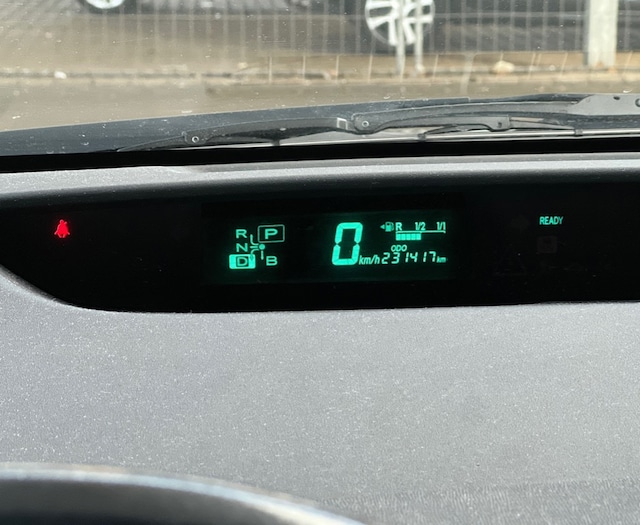 R P
N
D B
0 km/h
R 1/2 1/1
ODO
231417 km
READY